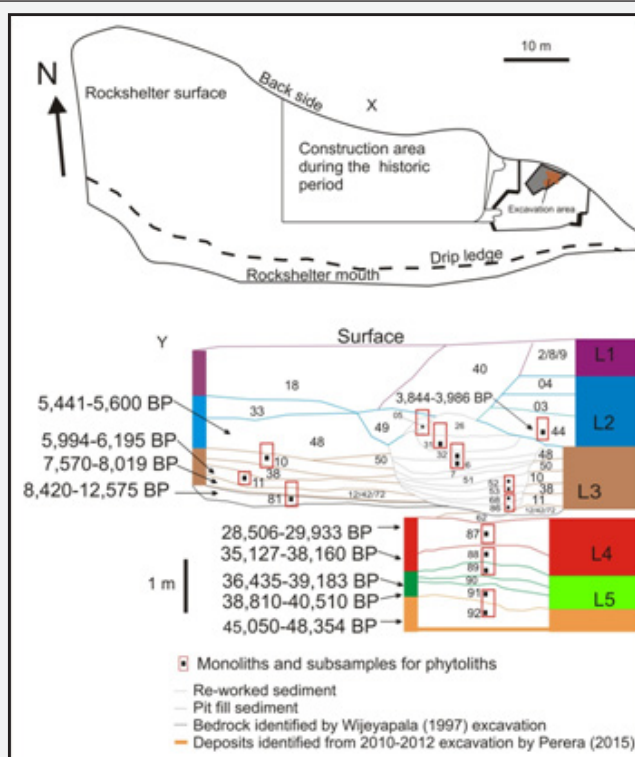 10 m
N
Back side
X
Rockshelter surface
Construction area
during the historic
period
Excavation area
Drip ledge
Rockshelter mouth
Y
Surface
2/8/9
L1
40
18
04
5,441-5,600 BP
33
3,844-3,986 BP
03
L2
05
26
49
44
5,994-6,195 BP
48
31
32
48
7,570-8,019 BP
10
50
6
50
38
7
51
52
10
L3
8,420-12,575 BP
11
53
38
81
12/42/72
68
11
86
12/42/72
62
28,506-29,933 BP
87
35,127-38,160 BP
88
L4
89
36,435-39,183 BP
90
1 m
38,810-40,510 BP
91
L5
45,050-48,354 BP
92
Monoliths and subsamples for phytoliths
Re-worked sediment
Pit fill sediment
Bedrock identified by Wijeyapala (1997) excavation
Deposits identified from 2010-2012 excavation by Perera (2015)